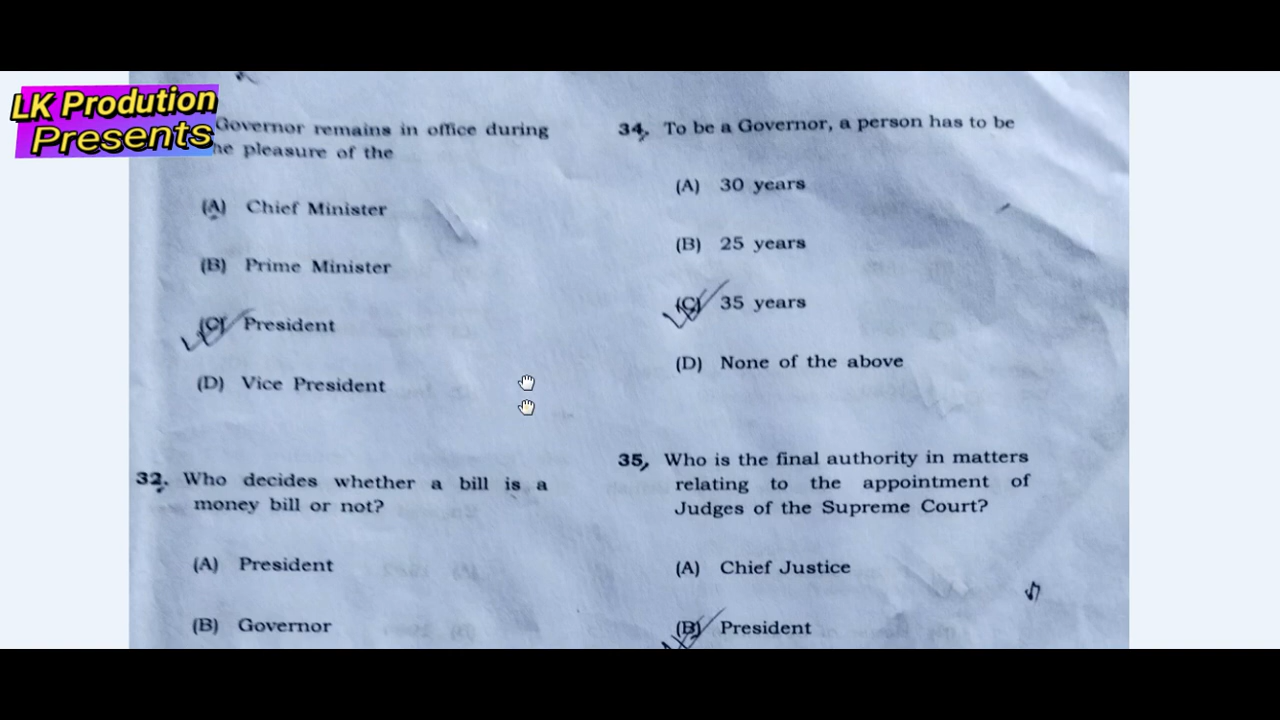 LK Prodution
Presents
Governor remains in office during
he pleasure of the
(A) Chief Minister
(B) Prime Minister
(C) President
(D) Vice President
32. Who decides whether a bill is a
money bill or not?
(A) President
(B) Governor
34. To be a Governor, a person has to be
(A) 30 years
(B) 25 years
(C) 35 years
(D) None of the above
35. Who is the final authority in matters
relating to the appointment of
Judges of the Supreme Court?
(A) Chief Justice
(B) President